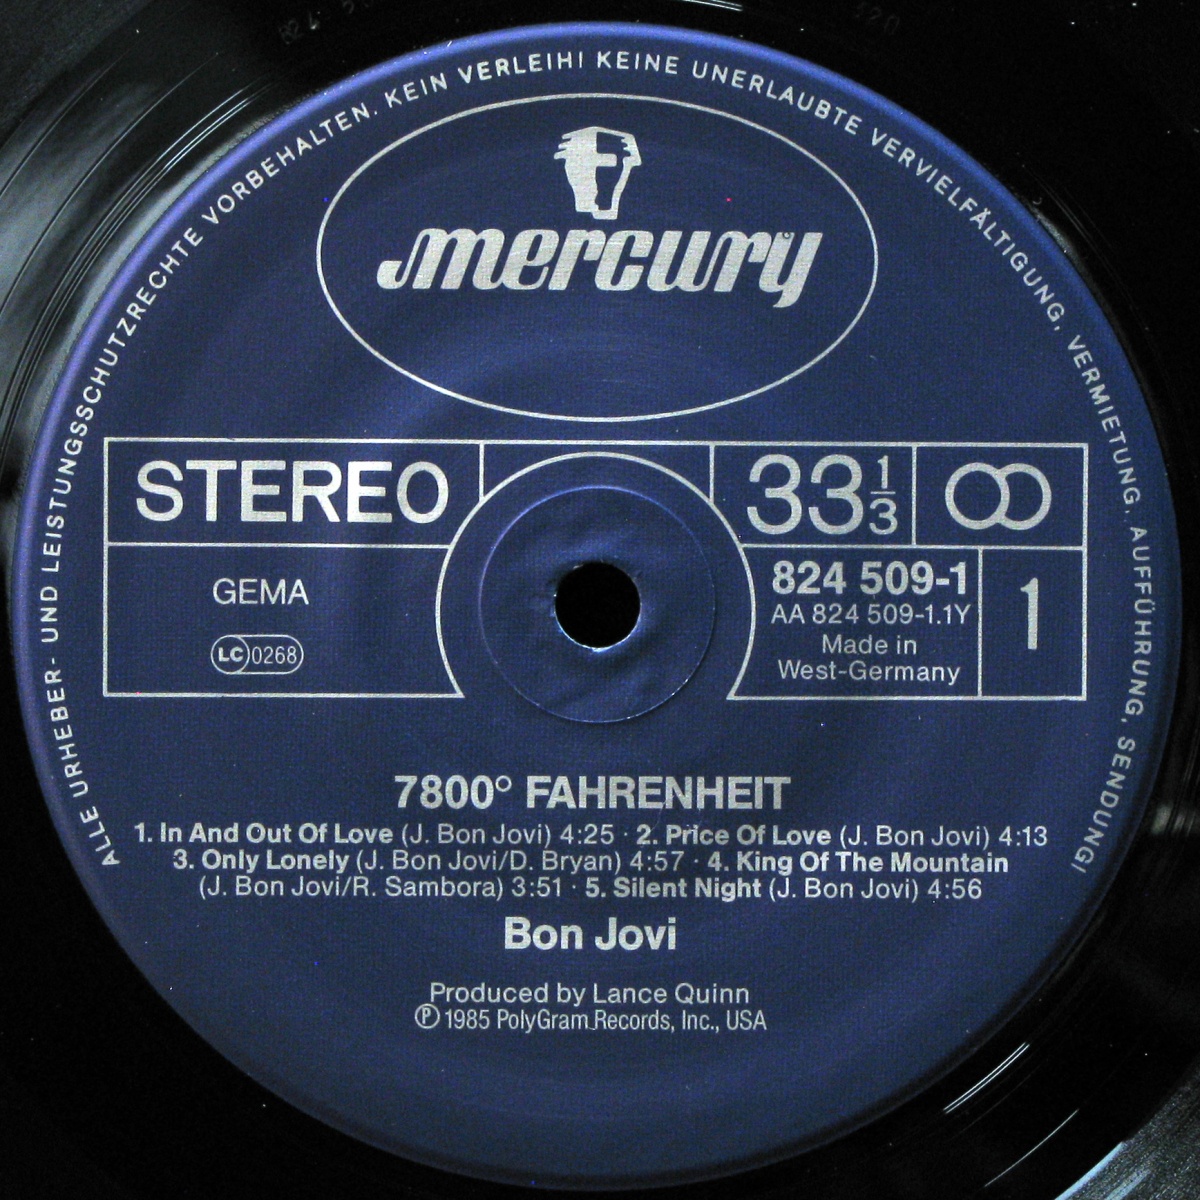 ALLE URHEBER- UND LEISTUNGSSCHUTZRECHTE VORBEHALTEN. KEIN VERLEIH! KEINE UNERLAUBTE VERVIELFÄLTIGUNG, VERMIETUNG, AUFFÜHRUNG, SENDUNG!
mercury
STEREO
33 1/3
GEMA
LC 0268
824 509-1
AA 824 509-1.1Y
Made in
West-Germany
1
7800° FAHRENHEIT
1. In And Out Of Love (J. Bon Jovi) 4:25 · 2. Price Of Love (J. Bon Jovi) 4:13
3. Only Lonely (J. Bon Jovi/D. Bryan) 4:57 · 4. King Of The Mountain
(J. Bon Jovi/R. Sambora) 3:51 · 5. Silent Night (J. Bon Jovi) 4:56
Bon Jovi
Produced by Lance Quinn
℗ 1985 PolyGram Records, Inc., USA